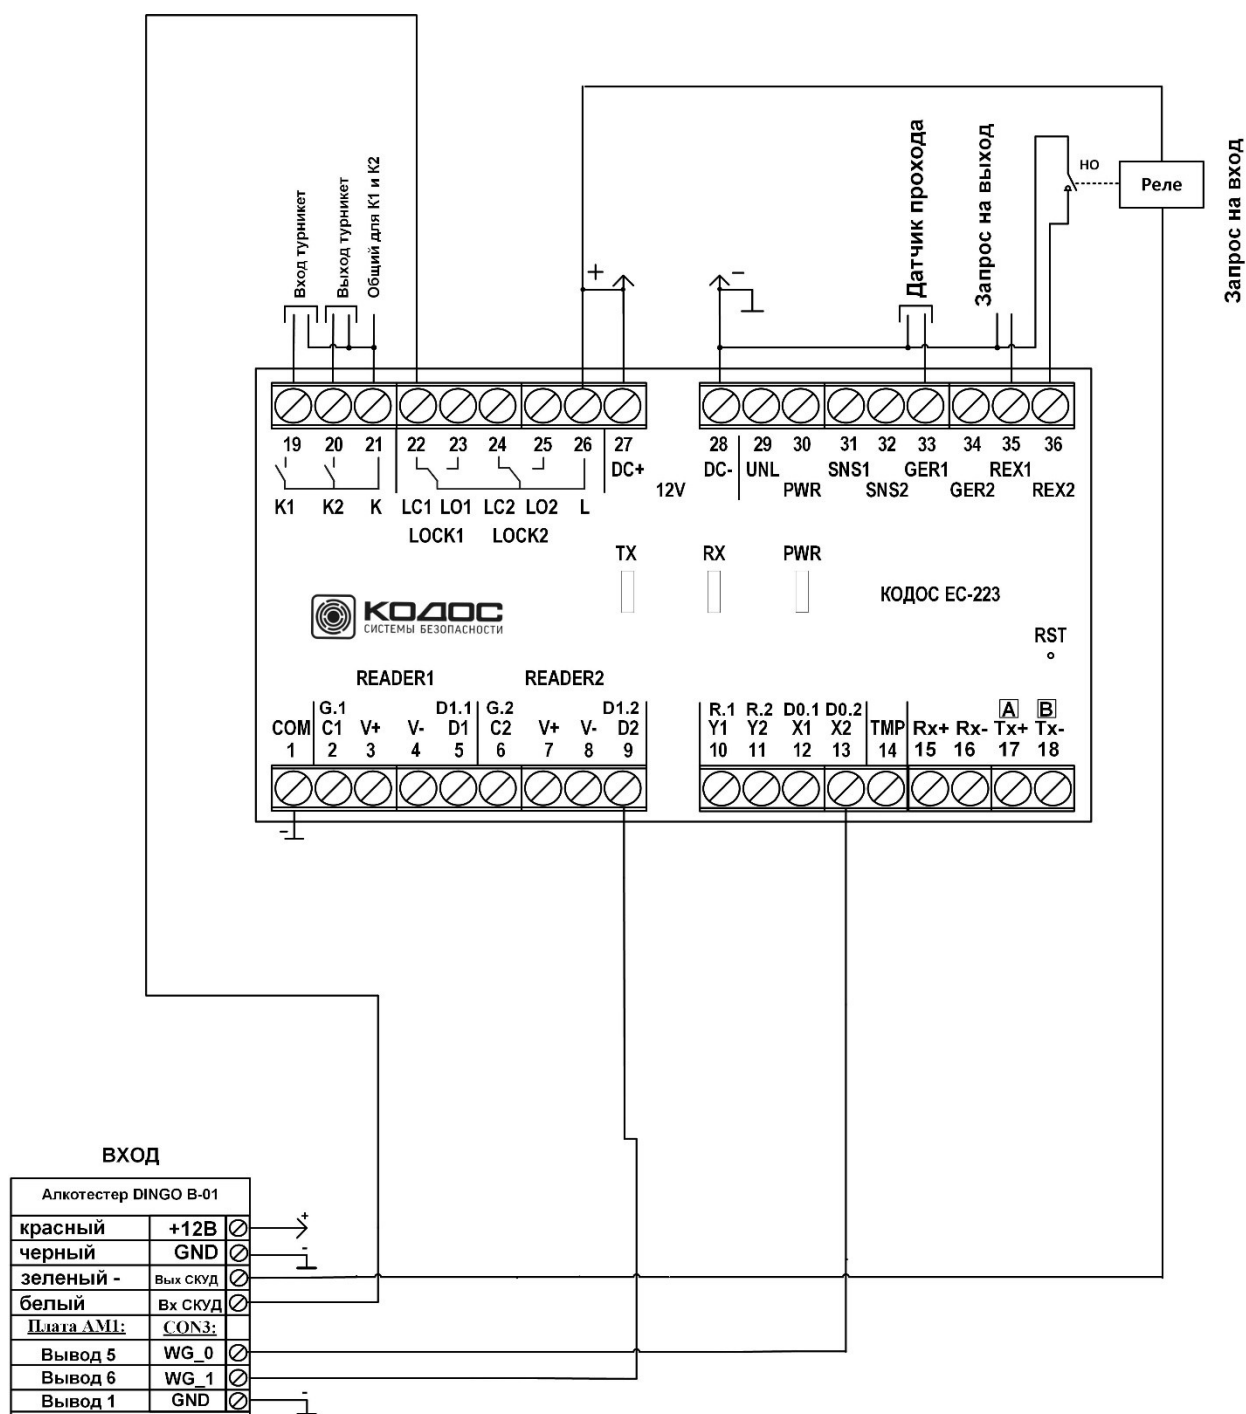 Вход турникет
Выход турникет
Общий для К1 и К2
Датчик прохода
Запрос на выход
НО
Реле
Запрос на вход
+
-
19 20 21 22 23 24 25 26 27 28 29 30 31 32 33 34 35 36
DC+ DC- UNL SNS1 GER1 REX1
12V PWR SNS2 GER2 REX2
K1 K2 K LC1 LO1 LC2 LO2 L
LOCK1 LOCK2
TX RX PWR
КОДОС ЕС-223
КОДОС
СИСТЕМЫ БЕЗОПАСНОСТИ
RST
READER1 READER2
G.1 D1.1 G.2 D1.2 R.1 R.2 D0.1 D0.2 A B
COM C1 V+ V- D1 C2 V+ V- D2 Y1 Y2 X1 X2 TMP Rx+ Rx- Tx+ Tx-
1 2 3 4 5 6 7 8 9 10 11 12 13 14 15 16 17 18
-
ВХОД
Алкотестер DINGO B-01
красный +12В +
черный GND -
зеленый - Вых СКУД
белый Вх СКУД
Плата АМ1: CON3:
Вывод 5 WG_0
Вывод 6 WG_1
Вывод 1 GND -